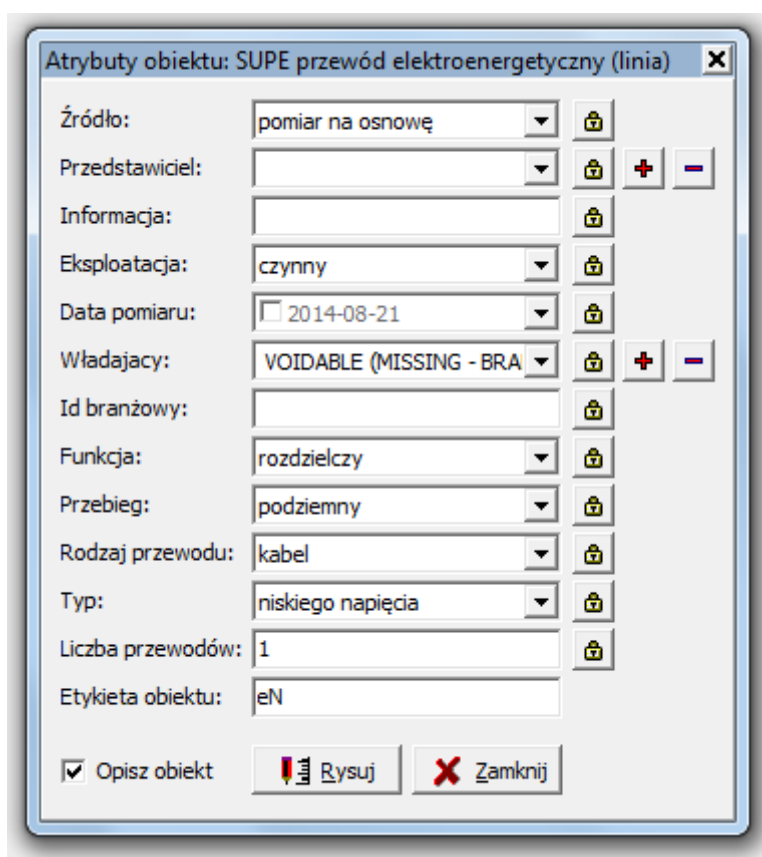 Atrybuty obiektu: SUPE przewód elektroenergetyczny (linia)
Źródło: pomiar na osnowę
Przedstawiciel:
Informacja:
Eksploatacja: czynny
Data pomiaru: 2014-08-21
Władajacy: VOIDABLE (MISSING - BRA
Id branżowy:
Funkcja: rozdzielczy
Przebieg: podziemny
Rodzaj przewodu: kabel
Typ: niskiego napięcia
Liczba przewodów: 1
Etykieta obiektu: eN
Opisz obiekt Rysuj Zamknij